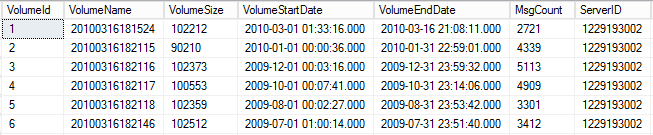 VolumeId VolumeName VolumeSize VolumeStartDate VolumeEndDate MsgCount ServerID
1 20100316181524 102212 2010-03-01 01:33:16.000 2010-03-16 21:08:11.000 2721 1229193002
2 20100316182115 90210 2010-01-01 00:00:36.000 2010-01-31 22:59:01.000 4339 1229193002
3 20100316182116 102373 2009-12-01 00:03:16.000 2009-12-31 23:59:32.000 5113 1229193002
4 20100316182117 100553 2009-10-01 00:07:41.000 2009-10-31 23:14:06.000 4909 1229193002
5 20100316182118 102359 2009-08-01 00:02:27.000 2009-08-31 23:53:42.000 3301 1229193002
6 20100316182146 102512 2009-07-01 01:00:14.000 2009-07-31 23:51:40.000 3412 1229193002